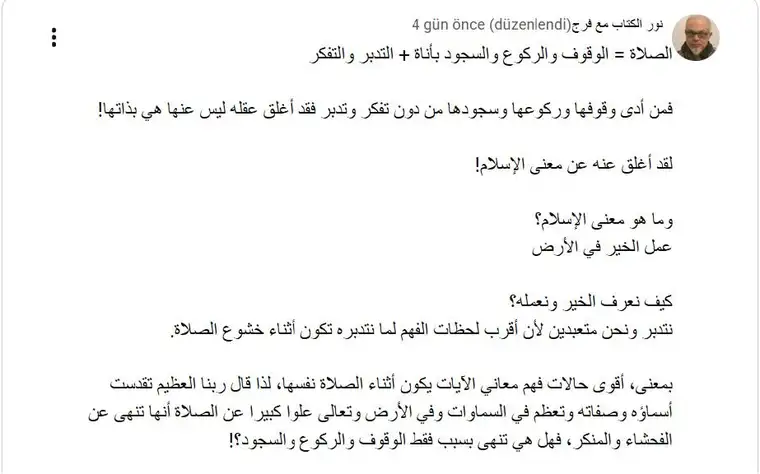 نور الكتاب مع فرج 4 gün önce (düzenlendi)
الصلاة = الوقوف والركوع والسجود بأناة + التدبر والتفكر
فمن أدى وقوفها وركوعها وسجودها من دون تفكر وتدبر فقد أغلق عقله ليس عنها هي بذاتها!
لقد أغلق عنه عن معنى الإسلام!
وما هو معنى الإسلام؟
عمل الخير في الأرض
كيف نعرف الخير ونعمله؟
نتدبر ونحن متعبدين لأن أقرب لحظات الفهم لما نتدبره تكون أثناء خشوع الصلاة.
بمعنى، أقوى حالات فهم معاني الآيات يكون أثناء الصلاة نفسها، لذا قال ربنا العظيم تقدست
أسماؤه وصفاته وتعظم في السماوات وفي الأرض وتعالى علوا كبيرا عن الصلاة أنها تنهى عن
الفحشاء والمنكر، فهل هي تنهى بسبب فقط الوقوف والركوع والسجود؟!